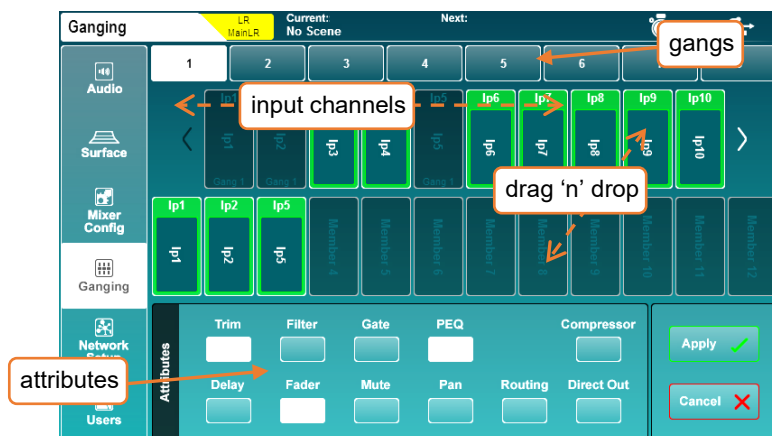 Ganging
LR
MainLR
Current:
No Scene
Next:
gangs
1 2 3 4 5 6
Audio
Surface
Mixer
Config
Ganging
Network
Users
input channels
Ip1 Ip5 Ip6 Ip7 Ip8 Ip9 Ip10
Ip1 Ip2 Ip3 Ip4 Ip5 Ip6 Ip7 Ip8 Ip9 Ip10
Gang 1 Gang 1 Gang 1
drag ‘n’ drop
Ip1 Ip2 Ip5
Ip1 Ip2 Ip5 Member 4 Member 5 Member 6 Member 7 Member 8 Member 9 Member 10 Member 11 Member 12
attributes
Attributes
Trim Filter Gate PEQ Compressor
Delay Fader Mute Pan Routing Direct Out
Apply
Cancel